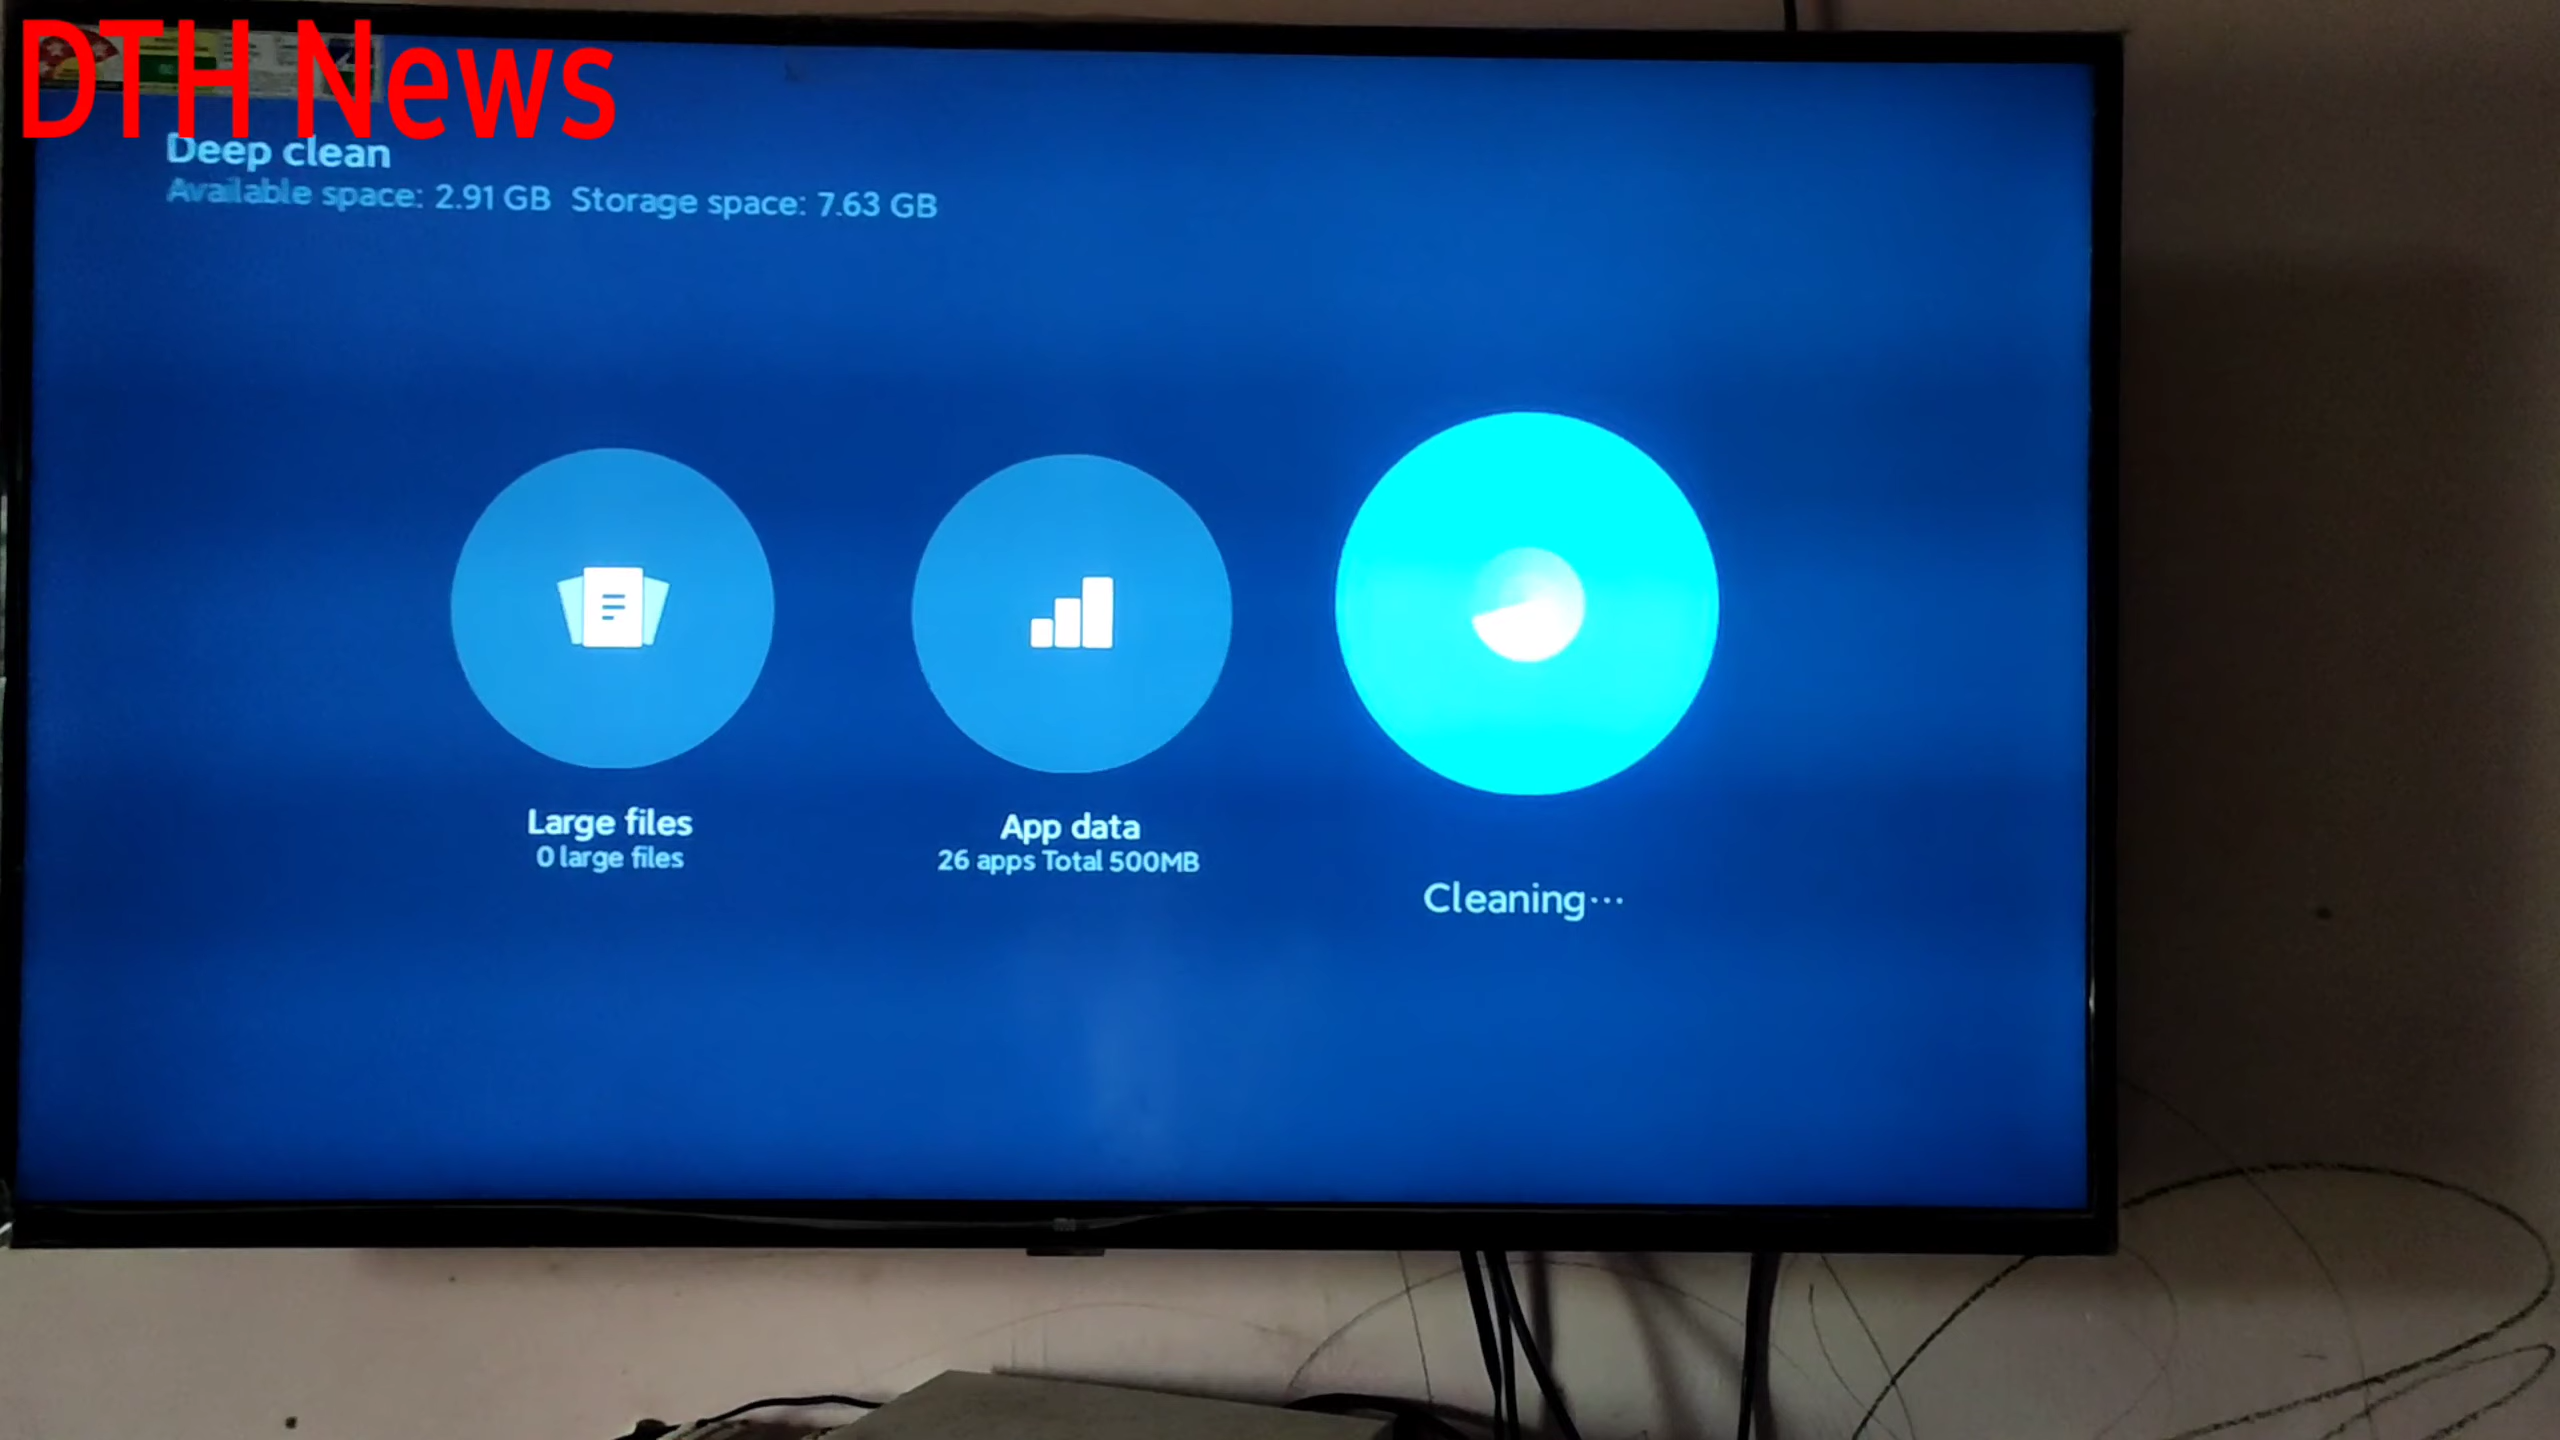 DTH News
Deep clean
Available space: 2.91 GB Storage space: 7.63 GB
Large files
0 large files
App data
26 apps Total 500MB
Cleaning···
mi